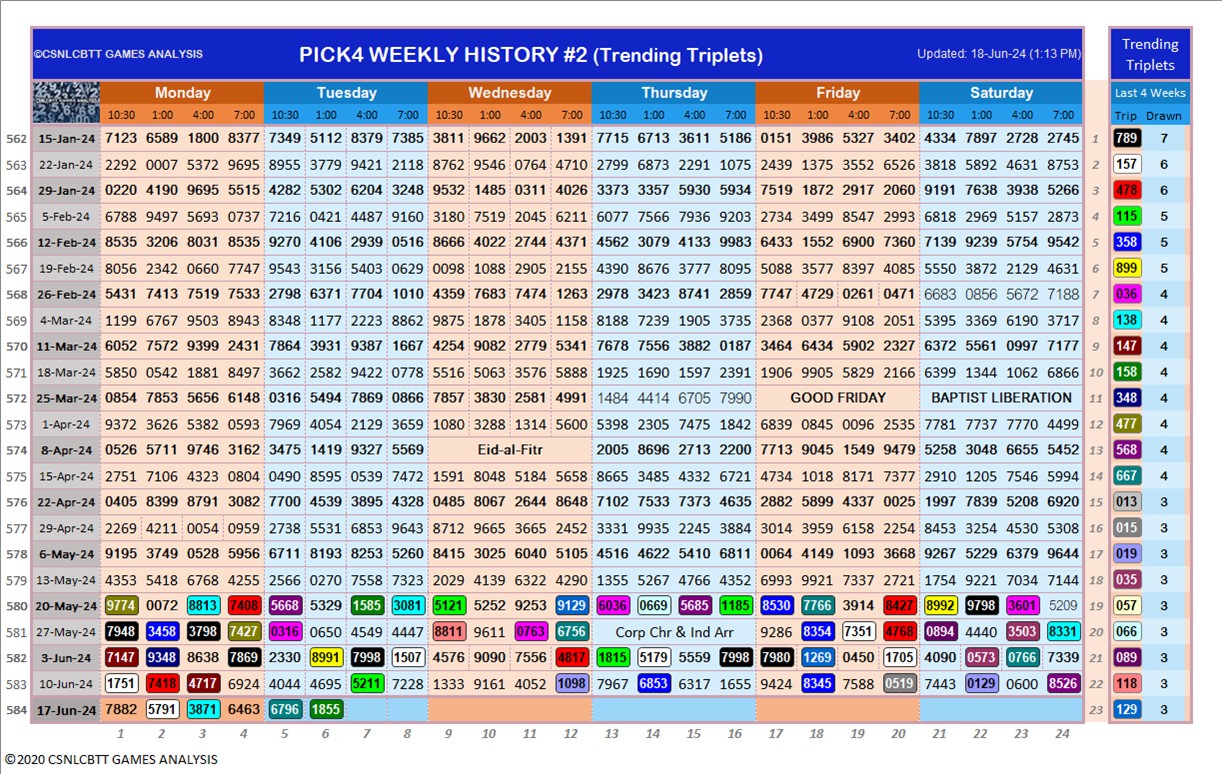 ©CSNLCBTT GAMES ANALYSIS PICK4 WEEKLY HISTORY #2 (Trending Triplets) Updated: 18-Jun-24 (1:13 PM) Trending Triplets
Monday Tuesday Wednesday Thursday Friday Saturday Last 4 Weeks
10:30 1:00 4:00 7:00 10:30 1:00 4:00 7:00 10:30 1:00 4:00 7:00 10:30 1:00 4:00 7:00 10:30 1:00 4:00 7:00 10:30 1:00 4:00 7:00 Trip Drawn
562 15-Jan-24 7123 6589 1800 8377 7349 5112 8379 7385 3811 9662 2003 1391 7715 6713 3611 5186 0151 3986 5327 3402 4334 7897 2728 2745 1 789 7
563 22-Jan-24 2292 0007 5372 9695 8955 3779 9421 2118 8762 9546 0764 4710 2799 6873 2291 1075 2439 1375 3552 6526 3818 5892 4631 8753 2 157 6
564 29-Jan-24 0220 4190 9695 5515 4282 5302 6204 3248 9532 1485 0311 4026 3373 3357 5930 5934 7519 1872 2917 2060 9191 7638 3938 5266 3 478 6
565 5-Feb-24 6788 9497 5693 0737 7216 0421 4487 9160 3180 7519 2045 6211 6077 7566 7936 9203 2734 3499 8547 2993 6818 2969 5157 2873 4 115 5
566 12-Feb-24 8535 3206 8031 8535 9270 4106 2939 0516 8666 4022 2744 4371 4562 3079 4133 9983 6433 1552 6900 7360 7139 9239 5754 9542 5 358 5
567 19-Feb-24 8056 2342 0660 7747 9543 3156 5403 0629 0098 1088 2905 2155 4390 8676 3777 8095 5088 3577 8397 4085 5550 3872 2129 4631 6 899 5
568 26-Feb-24 5431 7413 7519 7533 2798 6371 7704 1010 9359 7683 7474 1263 2978 3423 8741 2859 7747 4729 0261 0471 6683 0856 5672 7188 7 036 4
569 4-Mar-24 1199 6767 9503 8943 8348 1177 2223 8862 9875 1878 3405 1158 8188 7239 1905 3735 2368 0377 9108 2051 5395 3369 6190 3717 8 138 4
570 11-Mar-24 6052 7572 9399 2431 7864 3931 9387 1667 4254 9082 2779 5341 7678 7556 3882 0187 3464 6434 5902 2327 6372 5561 0997 7177 9 147 4
571 18-Mar-24 5850 0542 1881 8497 3662 2582 9422 0778 5516 5063 3576 5888 1925 1690 1597 2391 1906 9905 5829 2166 6399 1344 1062 6866 10 158 4
572 25-Mar-24 0854 7853 5656 6148 0316 5494 7869 0866 7857 3830 2581 4991 1484 4414 6705 7990 GOOD FRIDAY BAPTIST LIBERATION 11 348 4
573 1-Apr-24 9372 3626 5382 0593 7969 4054 2129 3659 1080 3288 1314 5600 5398 2305 7475 1842 6839 0845 0096 2535 7781 7737 7770 4499 12 477 4
574 8-Apr-24 0526 5711 9746 3162 3475 1419 9327 5569 Eid-al-Fitr 2005 8696 2713 2200 7713 9045 1549 9479 5258 3048 6655 5452 13 568 4
575 15-Apr-24 2751 7106 4323 0804 0490 8595 0539 7470 1591 8048 5184 5658 8665 3485 4332 6721 4734 1018 8171 7377 2910 1205 7546 5994 14 667 4
576 22-Apr-24 0405 8399 8791 3082 7700 4539 3895 4328 0485 8067 2644 8648 7102 7533 7373 4635 2882 5899 4337 0025 1997 7839 5208 6920 15 013 3
577 29-Apr-24 2269 4211 0054 0959 2738 5531 6853 9643 8712 9665 3665 2452 3331 9935 2245 3884 3014 3959 6158 2254 8453 3254 4530 5308 16 015 3
578 6-May-24 9195 3749 0528 5956 6711 8193 8253 5260 8415 3025 6040 5105 4516 4622 5410 6811 0064 4149 1093 3668 9267 5229 6379 9644 17 019 3
579 13-May-24 4353 5418 6768 4255 2566 0270 7558 7323 2029 4139 6322 4290 1355 5267 4766 4352 6993 9921 7337 2721 1754 9221 7034 7144 18 035 3
580 20-May-24 9774 0072 8813 7408 5668 5329 1585 3081 5121 5252 9253 9129 6036 0669 5685 1185 8530 7766 3914 8427 8992 9798 3601 5209 19 057 3
581 27-May-24 7948 3458 3798 7427 0316 0650 4549 4447 8811 9611 0763 6756 Corp Chr & Ind Arr 9286 8354 7351 4768 0894 4440 3503 8331 20 066 3
582 3-Jun-24 7147 9348 8638 7869 2330 8991 7998 1507 4576 9090 7556 4817 1815 5179 5559 7998 7980 1269 0450 1705 4090 0573 0766 7339 21 089 3
583 10-Jun-24 1751 7418 4717 6924 4044 4695 5211 7228 1333 9161 4052 1098 7967 6853 6317 1655 9424 8345 7588 0519 7443 0129 0600 8526 22 118 3
584 17-Jun-24 7882 5791 3871 6463 6796 1855 23 129 3
1 2 3 4 5 6 7 8 9 10 11 12 13 14 15 16 17 18 19 20 21 22 23 24
©2020 CSNLCBTT GAMES ANALYSIS